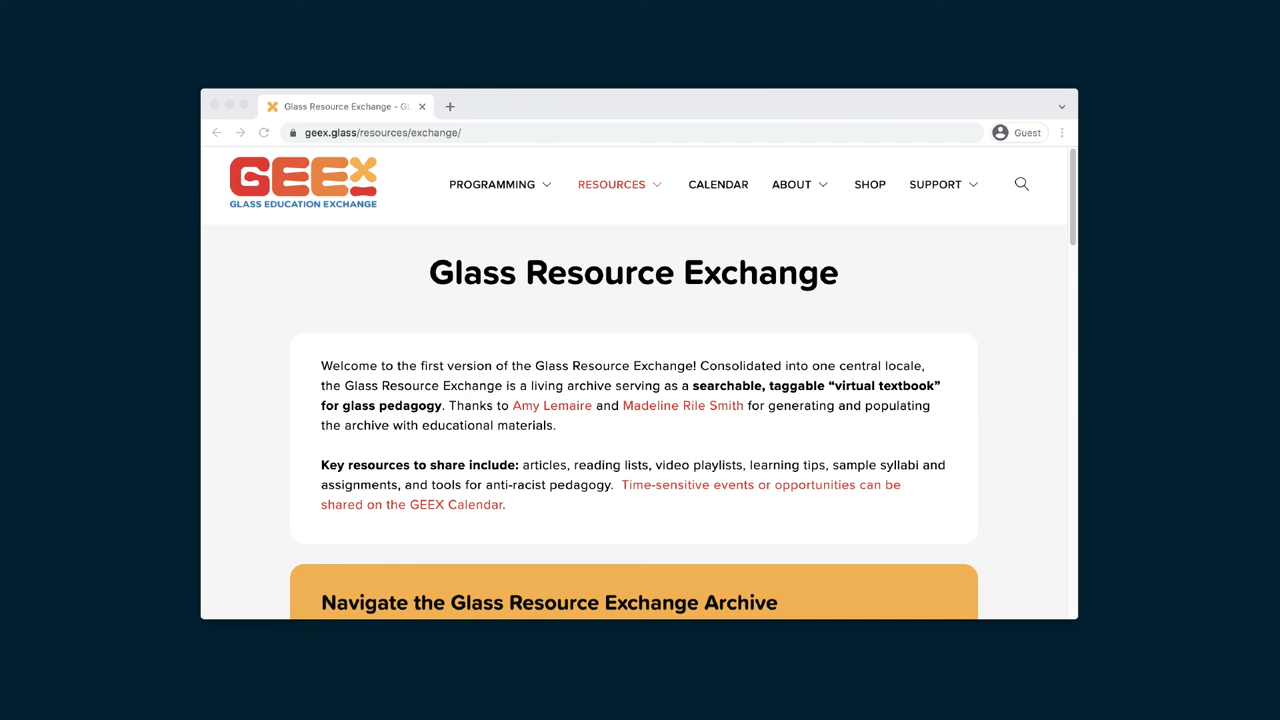 Glass Resource Exchange - GL
geex.glass/resources/exchange/
Guest
GEEX
GLASS EDUCATION EXCHANGE
PROGRAMMING RESOURCES CALENDAR ABOUT SHOP SUPPORT
Glass Resource Exchange
Welcome to the first version of the Glass Resource Exchange! Consolidated into one central locale,
the Glass Resource Exchange is a living archive serving as a searchable, taggable “virtual textbook”
for glass pedagogy. Thanks to Amy Lemaire and Madeline Rile Smith for generating and populating
the archive with educational materials.
Key resources to share include: articles, reading lists, video playlists, learning tips, sample syllabi and
assignments, and tools for anti-racist pedagogy. Time-sensitive events or opportunities can be
shared on the GEEX Calendar.
Navigate the Glass Resource Exchange Archive